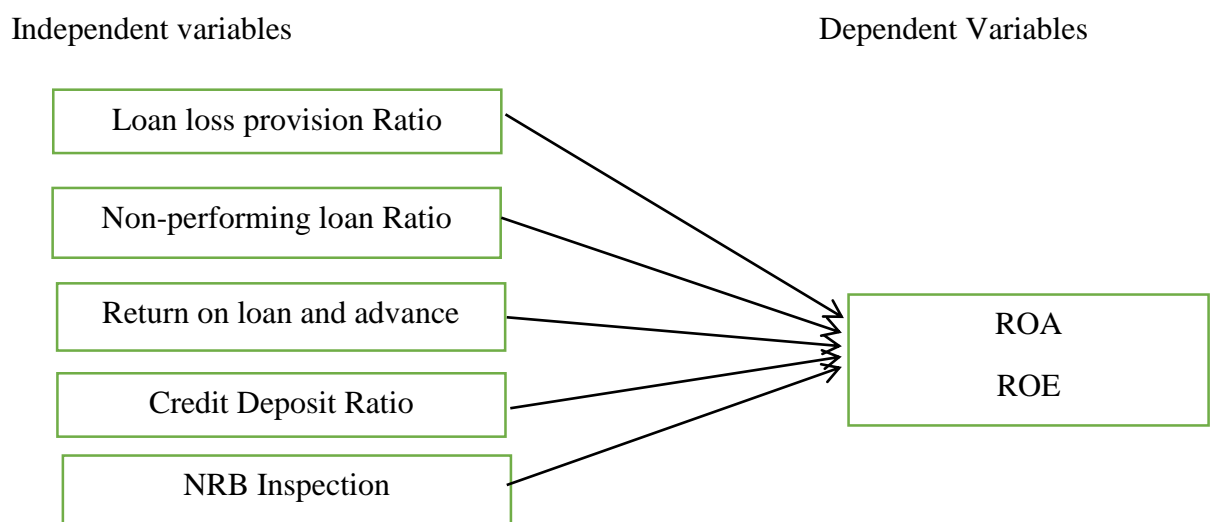 Independent variables
Dependent Variables
Loan loss provision Ratio
Non-performing loan Ratio
Return on loan and advance
Credit Deposit Ratio
NRB Inspection
ROA
ROE